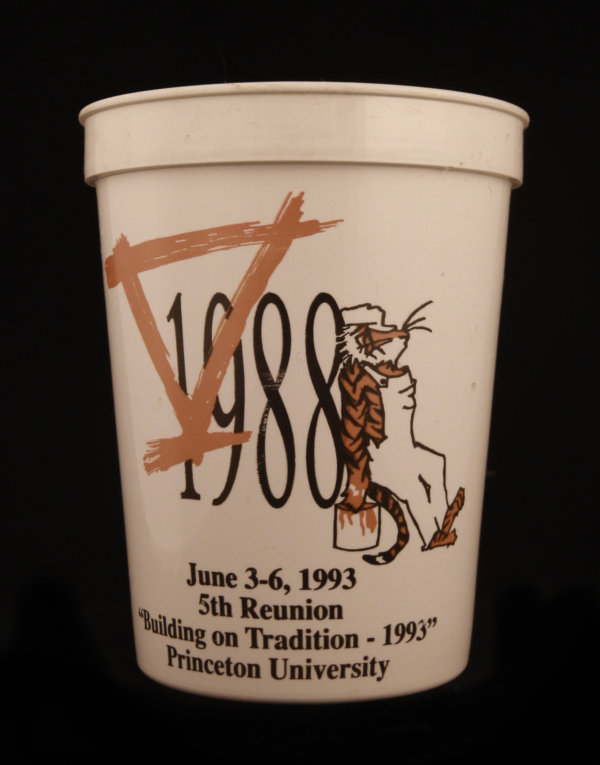 V
1988
June 3-6, 1993
5th Reunion
“Building on Tradition - 1993”
Princeton University